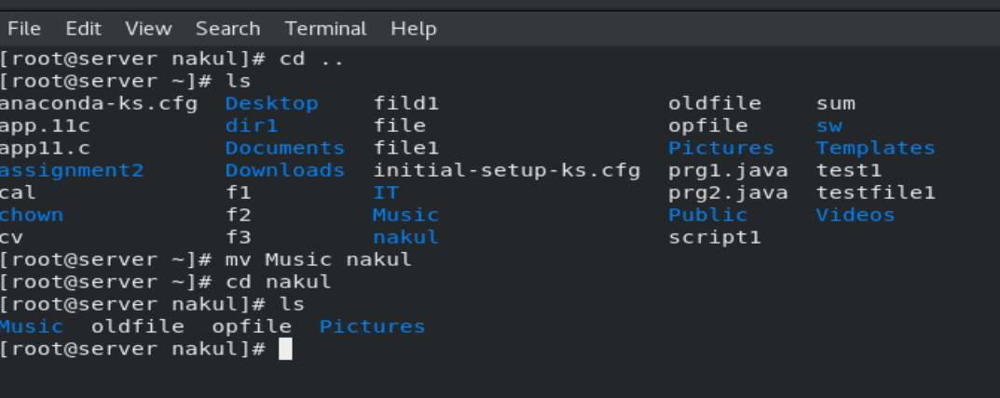 File Edit View Search Terminal Help
[root@server nakul]# cd ..
[root@server ~]# ls
anaconda-ks.cfg Desktop fild1 oldfile sum
app.11c dir1 file opfile sw
app11.c Documents file1 Pictures Templates
assignment2 Downloads initial-setup-ks.cfg prg1.java test1
cal f1 IT prg2.java testfile1
chown f2 Music Public Videos
cv f3 nakul script1
[root@server ~]# mv Music nakul
[root@server ~]# cd nakul
[root@server nakul]# ls
Music oldfile opfile Pictures
[root@server nakul]#